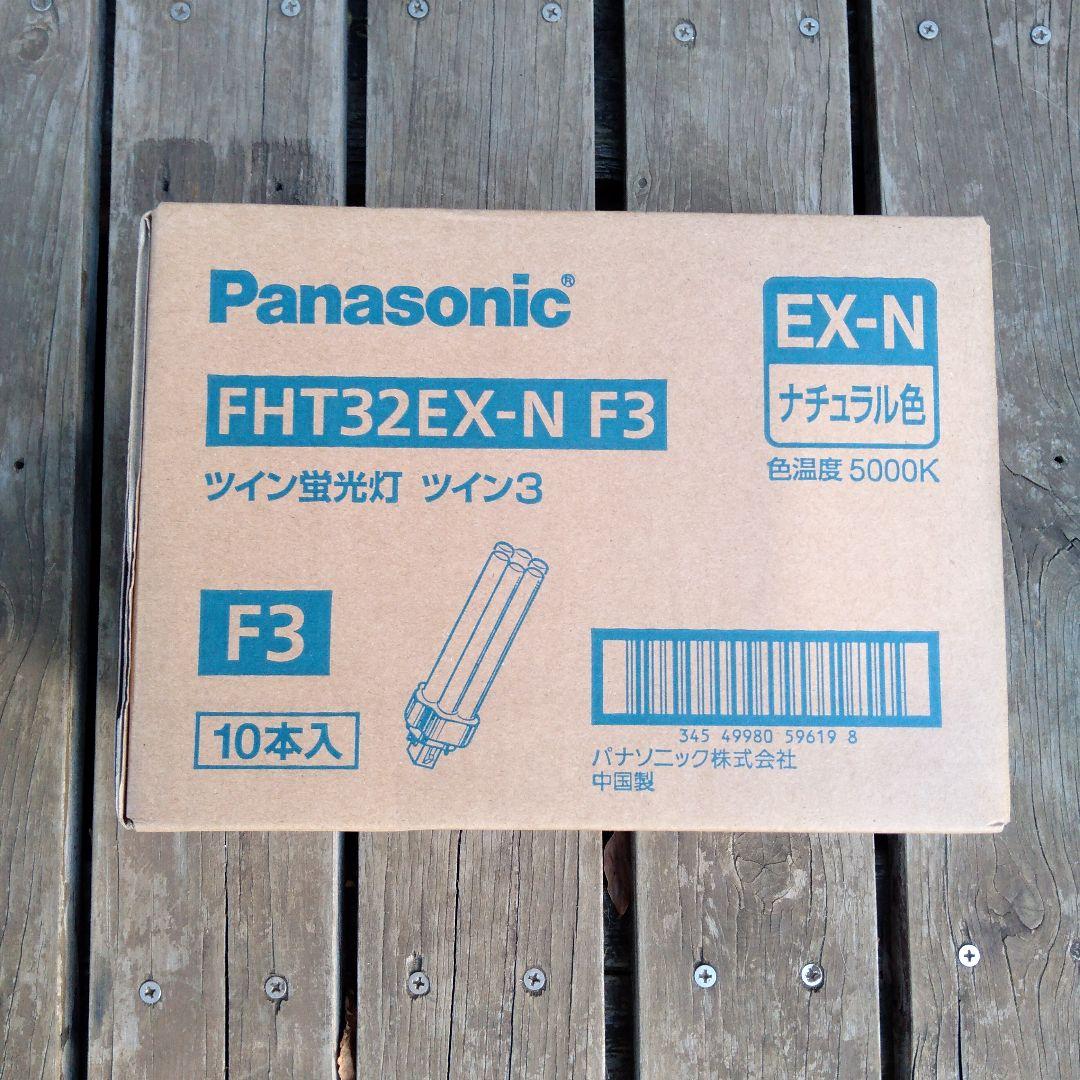 Panasonic®
FHT32EX-N F3
ツイン蛍光灯 ツイン3
EX-N
ナチュラル色
色温度 5000K
F3
10本入
345 49980 59619 8
パナソニック株式会社
中国製